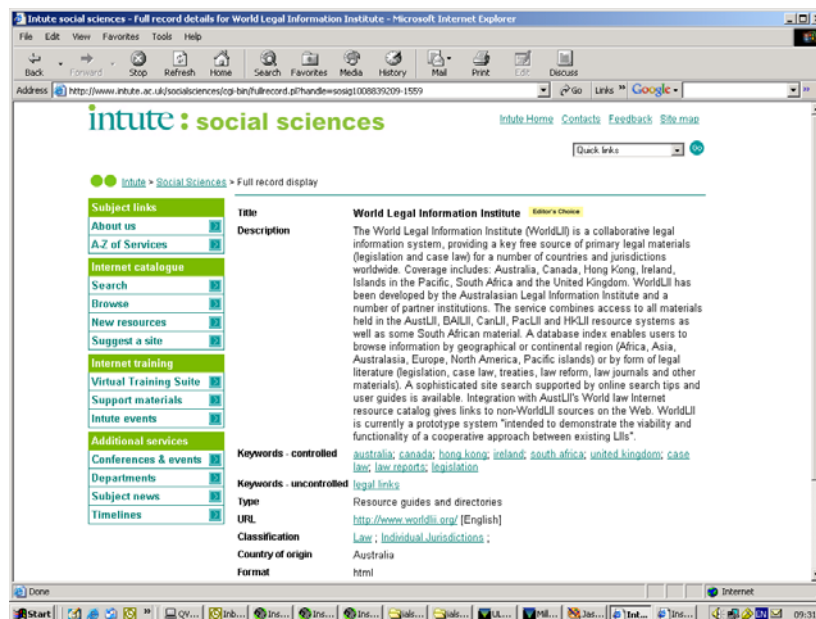 Intute social sciences - Full record details for World Legal Information Institute - Microsoft Internet Explorer
File Edit View Favorites Tools Help
Back Forward Stop Refresh Home Search Favorites Media History Mail Print Edit Discuss
Address http://www.intute.ac.uk/socialsciences/cgi-bin/fullrecord.pl?handle=sosig1008839209-1559 Go Links » Google »
intute: social sciences
Intute Home Contacts Feedback Site map
Quick links Go
Intute > Social Sciences > Full record display
Subject links
About us
A-Z of Services
Internet catalogue
Search
Browse
New resources
Suggest a site
Internet training
Virtual Training Suite
Support materials
Intute events
Additional services
Conferences & events
Departments
Subject news
Timelines
Title World Legal Information Institute Editor's Choice
Description The World Legal Information Institute (WorldLII) is a collaborative legal
information system, providing a key free source of primary legal materials
(legislation and case law) for a number of countries and jurisdictions
worldwide. Coverage includes: Australia, Canada, Hong Kong, Ireland,
Islands in the Pacific, South Africa and the United Kingdom. WorldLII has
been developed by the Australasian Legal Information Institute and a
number of partner institutions. The service combines access to all materials
held in the AustLII, BAILII, CanLII, PacLII and HKLII resource systems as
well as some South African material. A database index enables users to
browse information by geographical or continental region (Africa, Asia,
Australasia, Europe, North America, Pacific islands) or by form of legal
literature (legislation, case law, treaties, law reform, law journals and other
materials). A sophisticated site search supported by online search tips and
user guides is available. Integration with AustLII's World law Internet
resource catalog gives links to non-WorldLII sources on the Web. WorldLII
is currently a prototype system "intended to demonstrate the viability and
functionality of a cooperative approach between existing LIIs".
Keywords - controlled australia; canada; hong kong; ireland; south africa; united kingdom; case
law; law reports; legislation
Keywords - uncontrolled legal links
Type Resource guides and directories
URL http://www.worldlii.org/ [English]
Classification Law ; Individual Jurisdictions ;
Country of origin Australia
Format html
Done Internet
Start » QV... Inb... Ins... Ins... Ins... ials... ials... UL... Mil... Jas... Int... Ins... EN 09:31